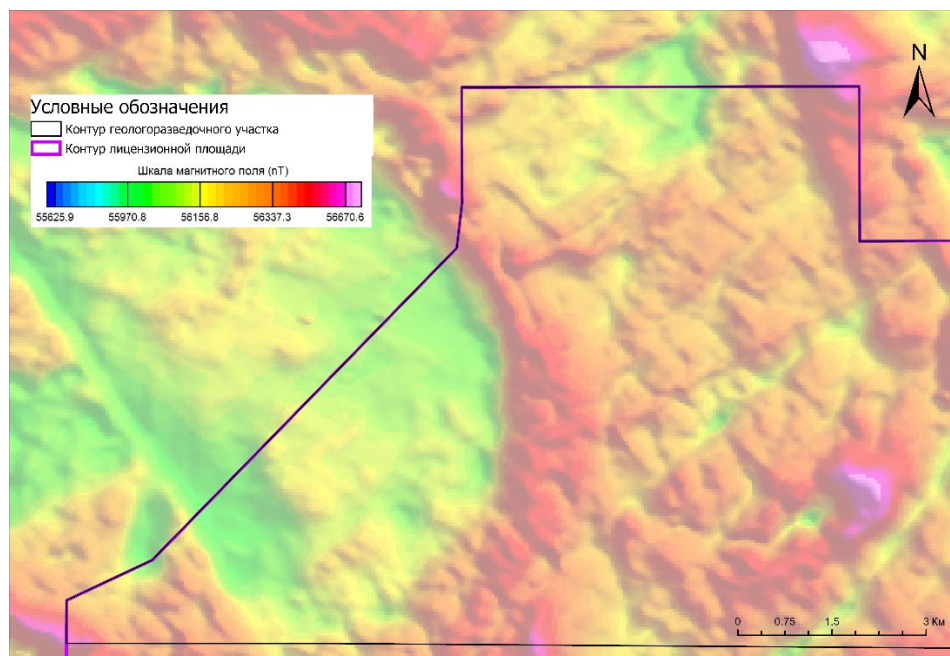 N
Условные обозначения
Контур геологоразведочного участка
Контур лицензионной площади
Шкала магнитного поля (nT)
55625.9 55970.8 56156.8 56337.3 56670.6
0 0.75 1.5 3 Км